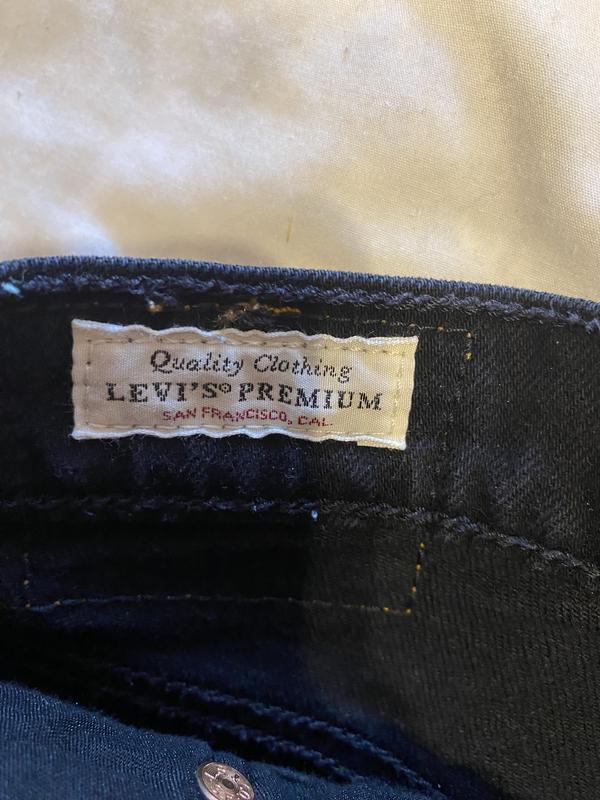 Quality Clothing
LEVI'S® PREMIUM
SAN FRANCISCO, CAL.